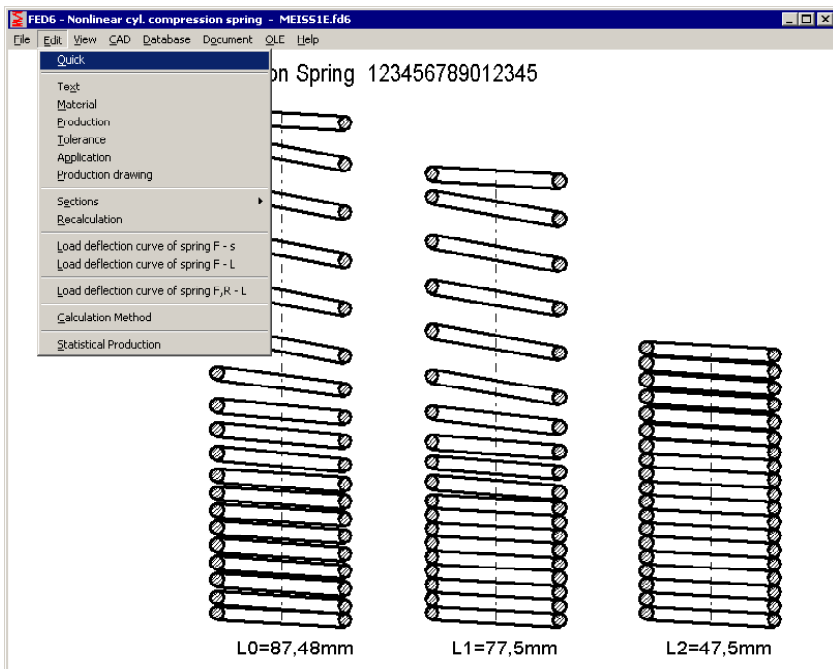 FED6 - Nonlinear cyl. compression spring - MEISS1E.fd6
File Edit View CAD Database Document OLE Help
Quick
on Spring 123456789012345
Text
Material
Production
Tolerance
Application
Production drawing
Sections
Recalculation
Load deflection curve of spring F - s
Load deflection curve of spring F - L
Load deflection curve of spring F,R - L
Calculation Method
Statistical Production
L0=87,48mm L1=77,5mm L2=47,5mm